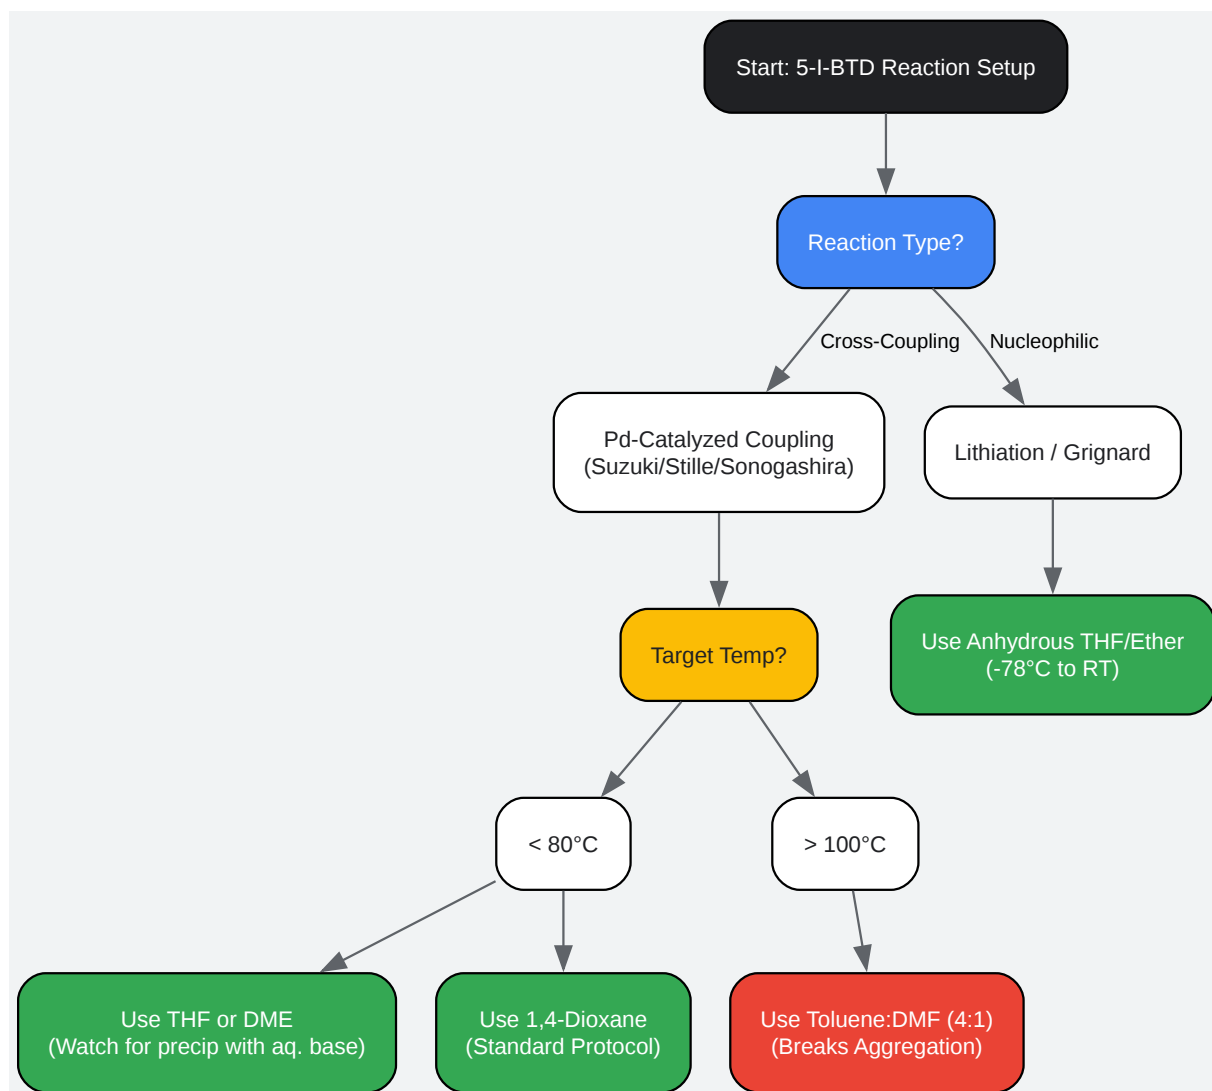 Start: 5-I-BTD Reaction Setup
Reaction Type?
Cross-Coupling
Nucleophilic
Pd-Catalyzed Coupling
(Suzuki/Stille/Sonogashira)
Lithiation / Grignard
Target Temp?
Use Anhydrous THF/Ether
(-78°C to RT)
< 80°C
> 100°C
Use THF or DME
(Watch for precip with aq. base)
Use 1,4-Dioxane
(Standard Protocol)
Use Toluene:DMF (4:1)
(Breaks Aggregation)